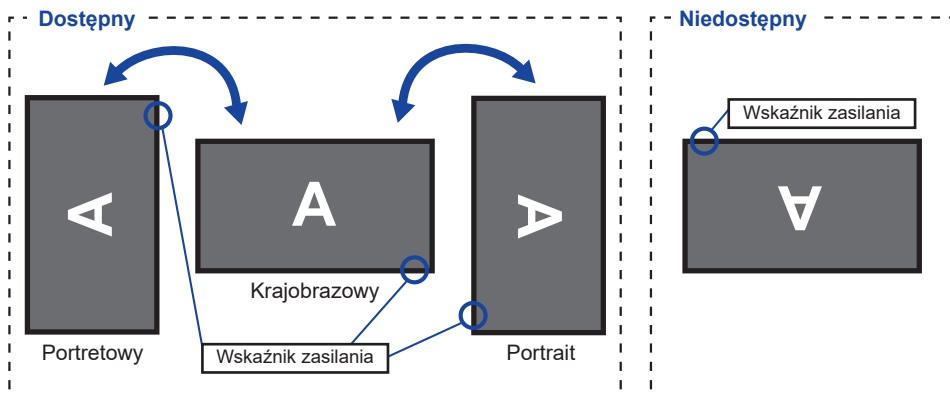 Dostępny
Niedostępny
Wskaźnik zasilania
A
A
A
A
Krajobrazowy
Portretowy
Wskaźnik zasilania
Portrait